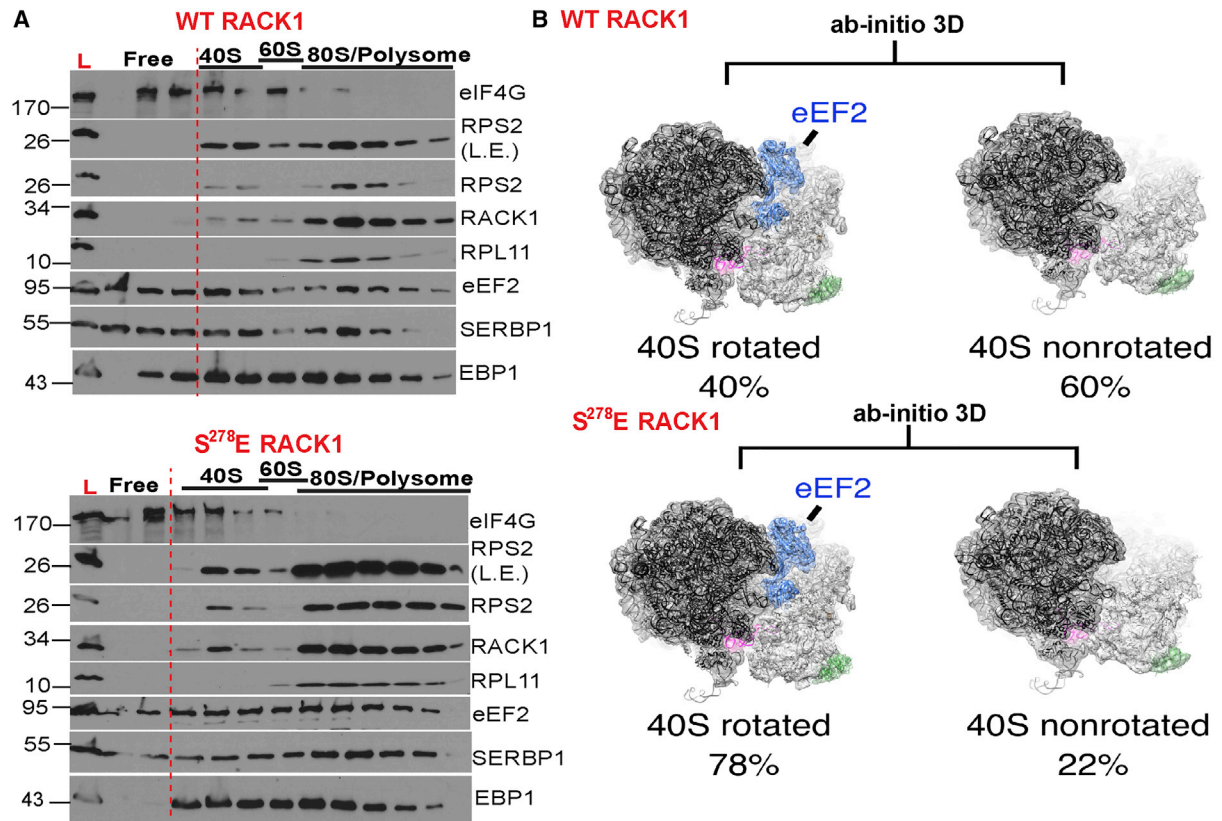 A
WT RACK1
L Free 40S 60S 80S/Polysome
170 eIF4G
26 RPS2 (L.E.)
26 RPS2
34 RACK1
10 RPL11
95 eEF2
55 SERBP1
43 EBP1
S²⁷⁸E RACK1
L Free 40S 60S 80S/Polysome
170 eIF4G
26 RPS2 (L.E.)
26 RPS2
34 RACK1
10 RPL11
95 eEF2
55 SERBP1
43 EBP1
B
WT RACK1
ab-initio 3D
eEF2
40S rotated 40S nonrotated
40% 60%
S²⁷⁸E RACK1
ab-initio 3D
eEF2
40S rotated 40S nonrotated
78% 22%